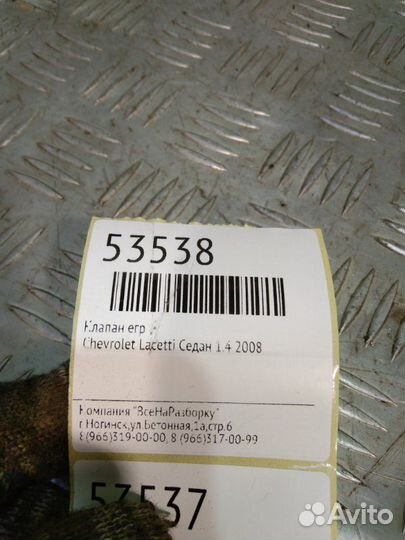 53538
Клапан егр
Chevrolet Lacetti Седан 1.4 2008
Компания "ВсеНаРазборку"
г.Ногинск,ул.Бетонная,1а,стр.6
8(966)319-00-00, 8 (966)317-00-99
53537
Avito